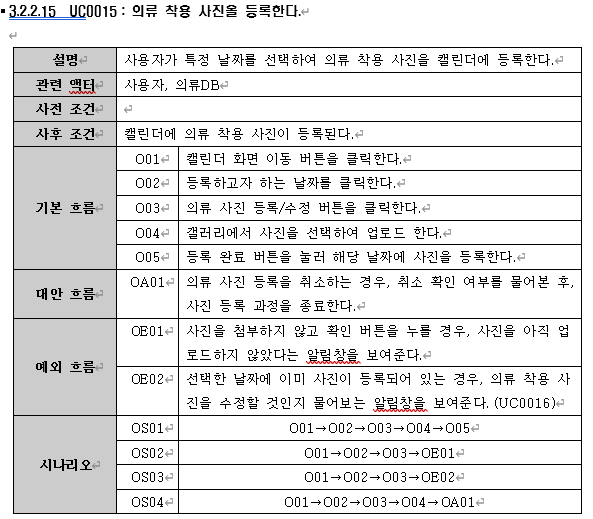 3.2.2.15 UC0015 : 의류 착용 사진을 등록한다.
설명 사용자가 특정 날짜를 선택하여 의류 착용 사진을 캘린더에 등록한다.
관련 액터 사용자, 의류DB
사전 조건
사후 조건 캘린더에 의류 착용 사진이 등록된다.
기본 흐름
O01 캘린더 화면 이동 버튼을 클릭한다.
O02 등록하고자 하는 날짜를 클릭한다.
O03 의류 사진 등록/수정 버튼을 클릭한다.
O04 갤러리에서 사진을 선택하여 업로드 한다.
O05 등록 완료 버튼을 눌러 해당 날짜에 사진을 등록한다.
대안 흐름
OA01 의류 사진 등록을 취소하는 경우, 취소 확인 여부를 물어본 후,
사진 등록 과정을 종료한다.
예외 흐름
OE01 사진을 첨부하지 않고 확인 버튼을 누를 경우, 사진을 아직 업
로드하지 않았다는 알림창을 보여준다.
OE02 선택한 날짜에 이미 사진이 등록되어 있는 경우, 의류 착용 사
진을 수정할 것인지 물어보는 알림창을 보여준다. (UC0016)
시나리오
OS01 O01→O02→O03→O04→O05
OS02 O01→O02→O03→OE01
OS03 O01→O02→O03→OE02
OS04 O01→O02→O03→O04→OA01